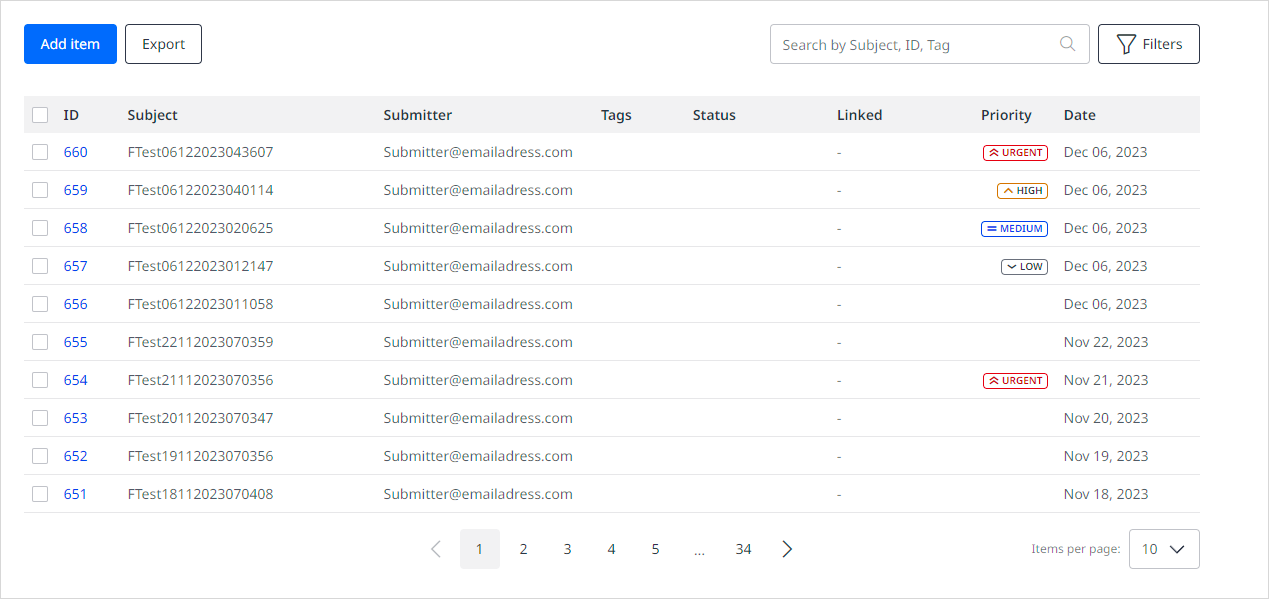 Add item Export Search by Subject, ID, Tag Filters
ID Subject Submitter Tags Status Linked Priority Date
660 FTest06122023043607 Submitter@emailadress.com - URGENT Dec 06, 2023
659 FTest06122023040114 Submitter@emailadress.com - HIGH Dec 06, 2023
658 FTest06122023020625 Submitter@emailadress.com - MEDIUM Dec 06, 2023
657 FTest06122023012147 Submitter@emailadress.com - LOW Dec 06, 2023
656 FTest06122023011058 Submitter@emailadress.com - Dec 06, 2023
655 FTest22112023070359 Submitter@emailadress.com - Nov 22, 2023
654 FTest21112023070356 Submitter@emailadress.com - URGENT Nov 21, 2023
653 FTest20112023070347 Submitter@emailadress.com - Nov 20, 2023
652 FTest19112023070356 Submitter@emailadress.com - Nov 19, 2023
651 FTest18112023070408 Submitter@emailadress.com - Nov 18, 2023
1 2 3 4 5 ... 34 Items per page: 10